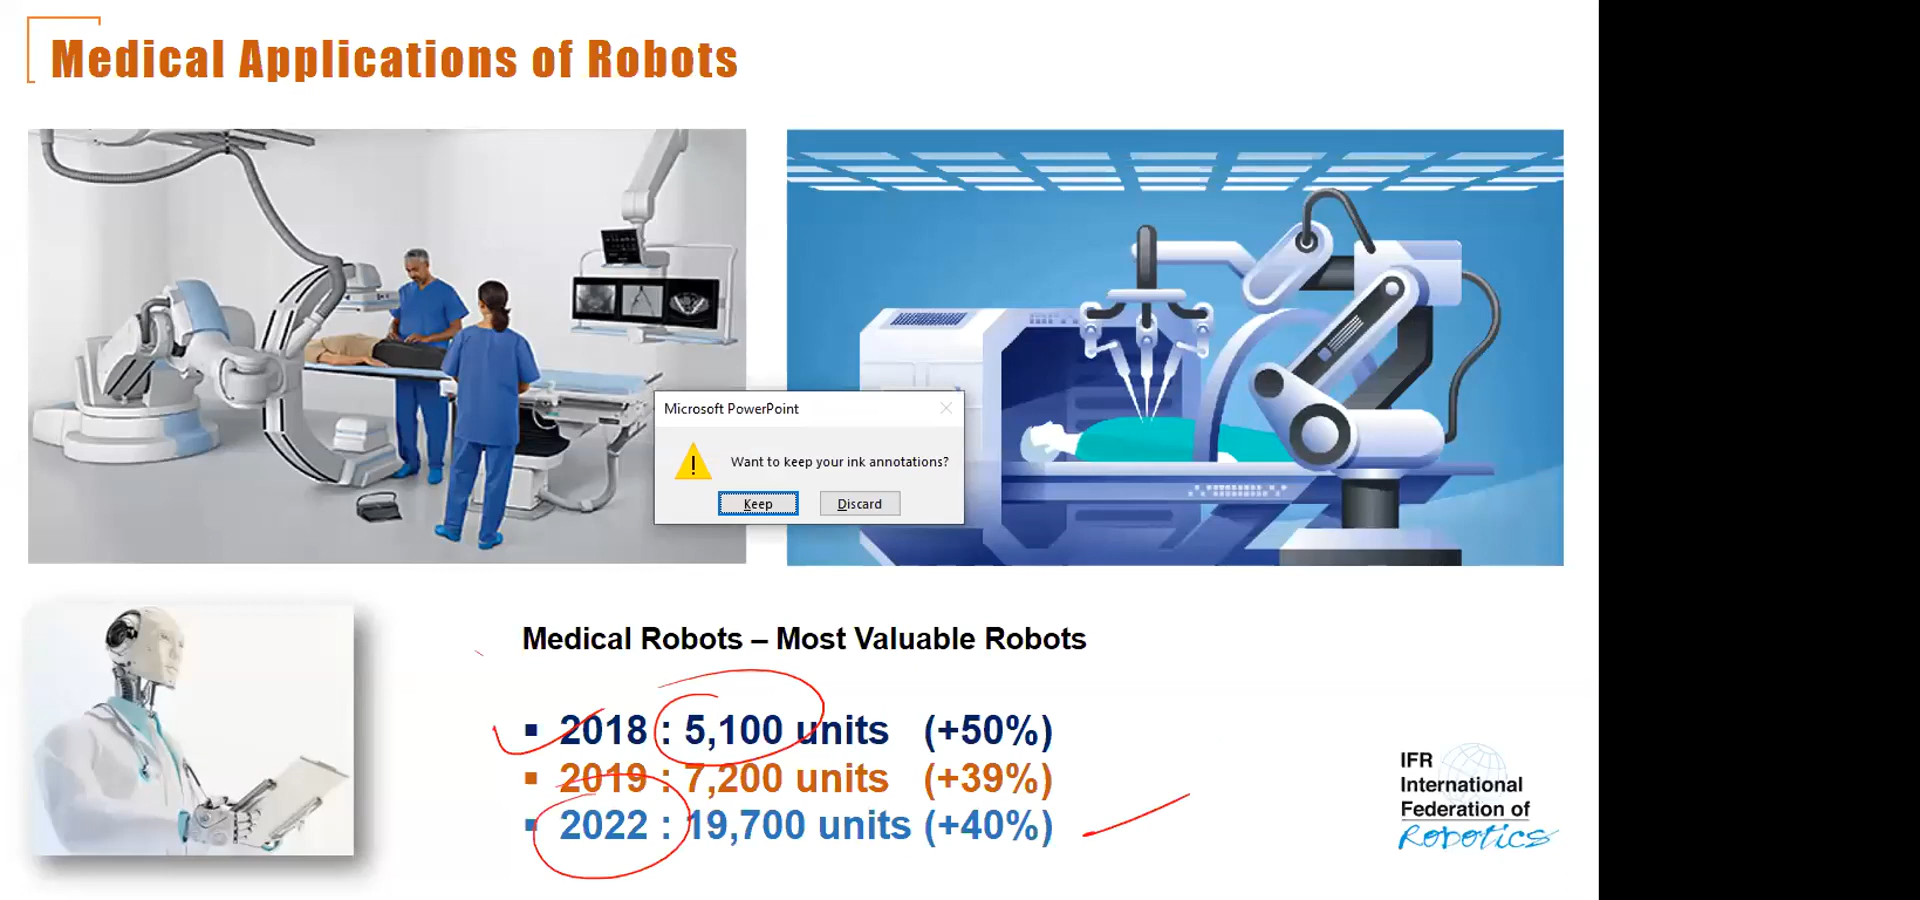 Medical Applications of Robots
Microsoft PowerPoint
Want to keep your ink annotations?
Keep
Discard
Medical Robots – Most Valuable Robots
▪ 2018 : 5,100 units (+50%)
▪ 2019 : 7,200 units (+39%)
▪ 2022 : 19,700 units (+40%)
IFR
International
Federation of
Robotics